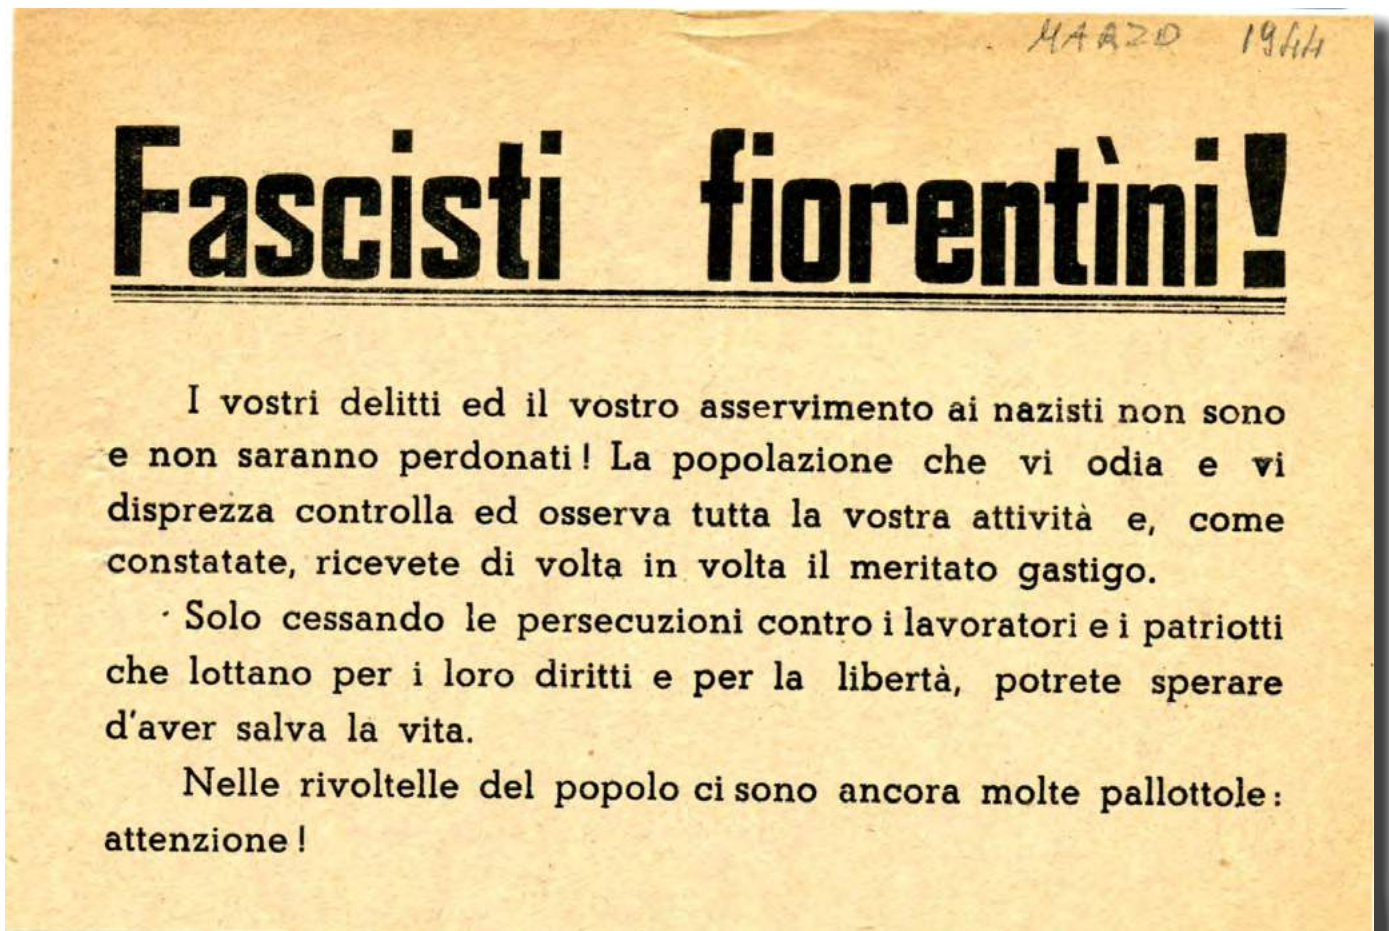 MARZO 1944
Fascisti fiorentìni!
I vostri delitti ed il vostro asservimento ai nazisti non sono
e non saranno perdonati! La popolazione che vi odia e vi
disprezza controlla ed osserva tutta la vostra attività e, come
constatate, ricevete di volta in volta il meritato gastigo.
Solo cessando le persecuzioni contro i lavoratori e i patriotti
che lottano per i loro diritti e per la libertà, potrete sperare
d'aver salva la vita.
Nelle rivoltelle del popolo ci sono ancora molte pallottole:
attenzione!